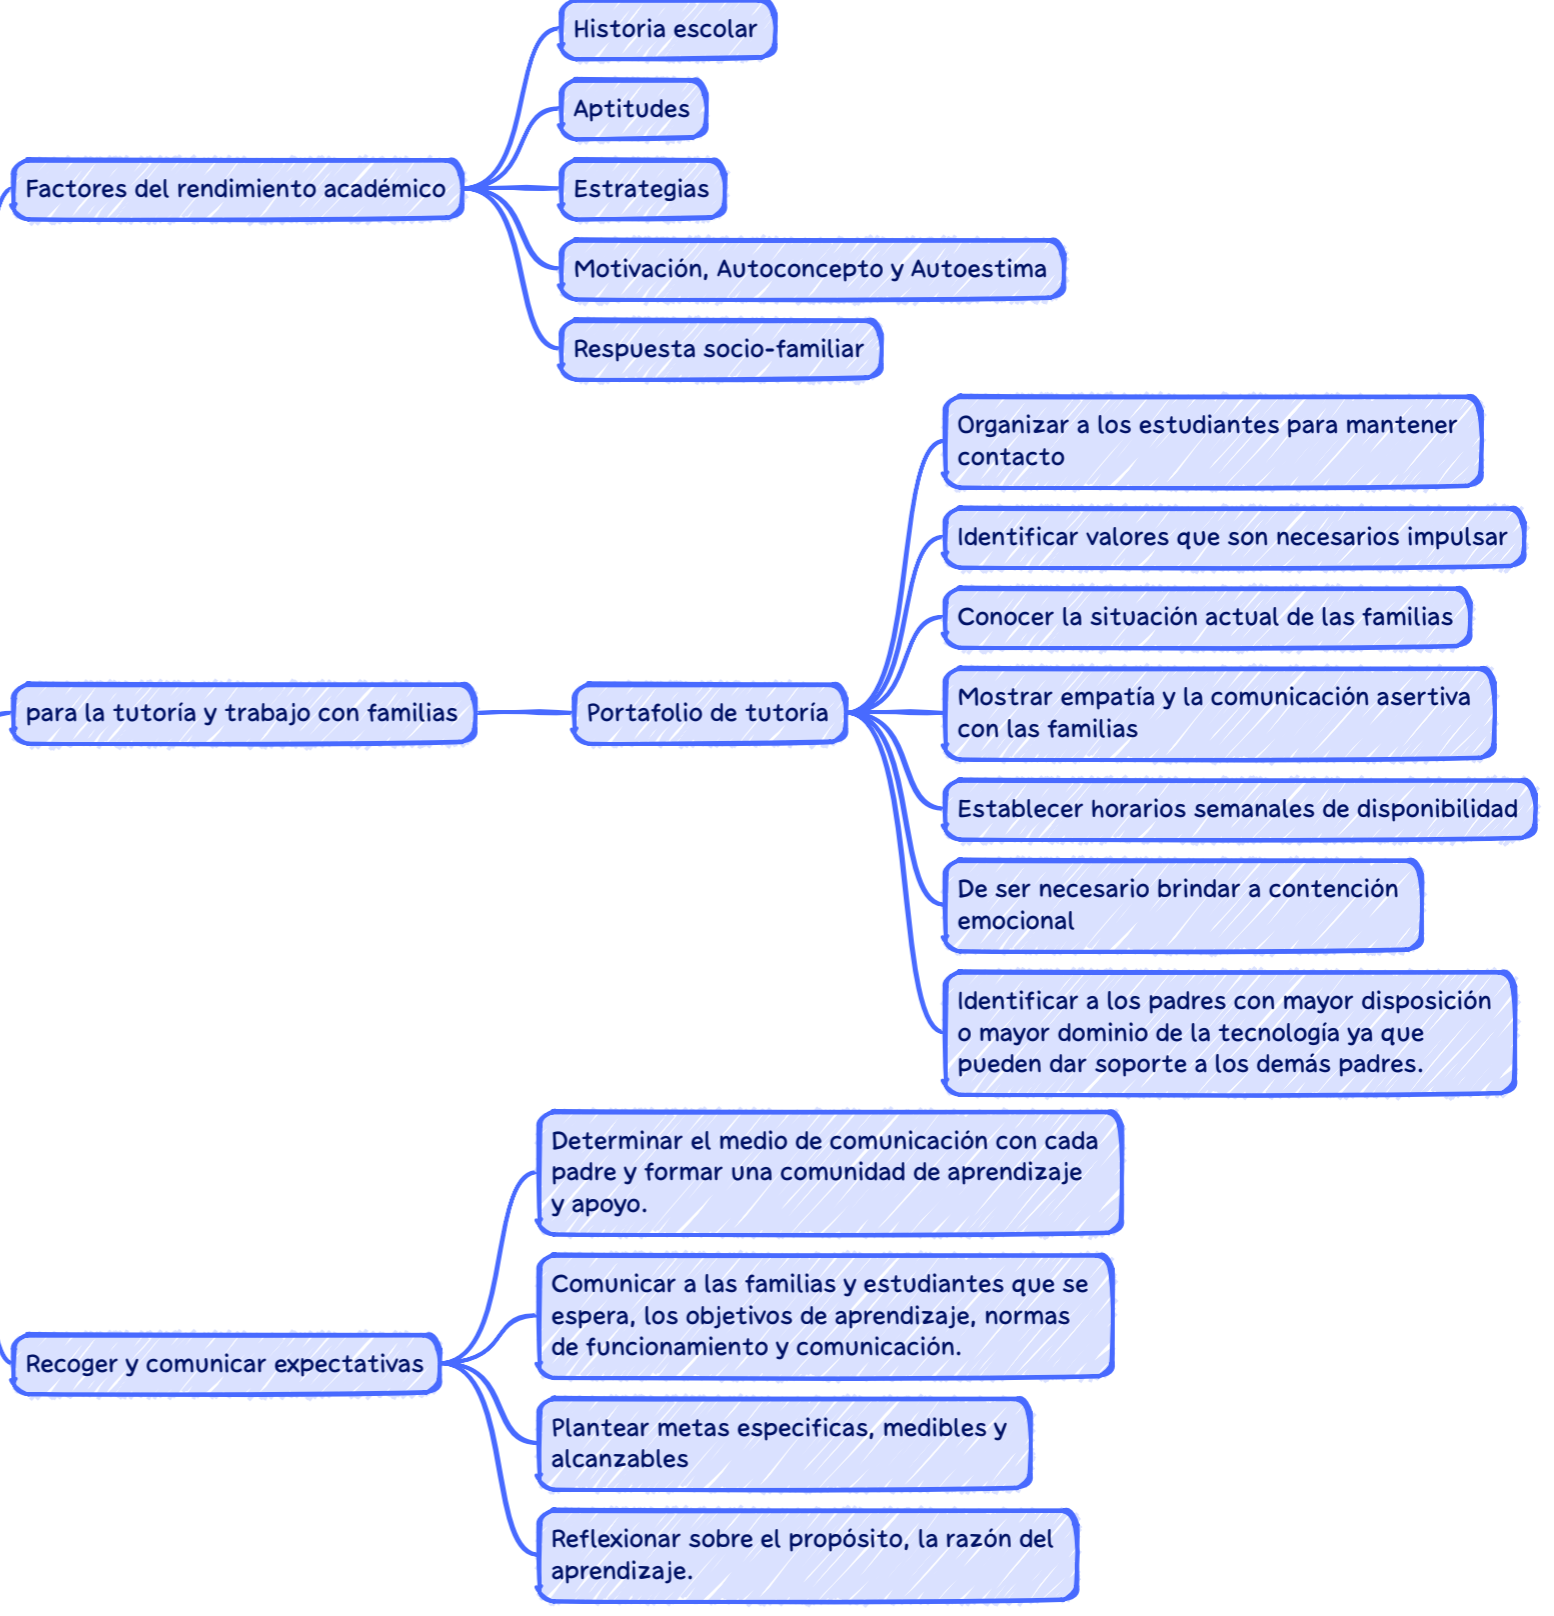 Historia escolar
Aptitudes
Factores del rendimiento académico
Estrategias
Motivación, Autoconcepto y Autoestima
Respuesta socio-familiar
Organizar a los estudiantes para mantener
contacto
Identificar valores que son necesarios impulsar
Conocer la situación actual de las familias
para la tutoría y trabajo con familias
Portafolio de tutoría
Mostrar empatía y la comunicación asertiva
con las familias
Establecer horarios semanales de disponibilidad
De ser necesario brindar a contención
emocional
Identificar a los padres con mayor disposición
o mayor dominio de la tecnología ya que
pueden dar soporte a los demás padres.
Determinar el medio de comunicación con cada
padre y formar una comunidad de aprendizaje
y apoyo.
Comunicar a las familias y estudiantes que se
espera, los objetivos de aprendizaje, normas
de funcionamiento y comunicación.
Recoger y comunicar expectativas
Plantear metas especificas, medibles y
alcanzables
Reflexionar sobre el propósito, la razón del
aprendizaje.